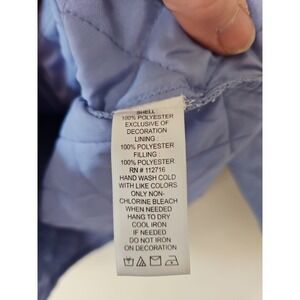 SHELL
100% POLYESTER
EXCLUSIVE OF
DECORATION
LINING :
100% POLYESTER
FILLING :
100% POLYESTER
RN # 112716
HAND WASH COLD
WITH LIKE COLORS
ONLY NON-
CHLORINE BLEACH
WHEN NEEDED
HANG TO DRY
COOL IRON
IF NEEDED
DO NOT IRON
ON DECORATION